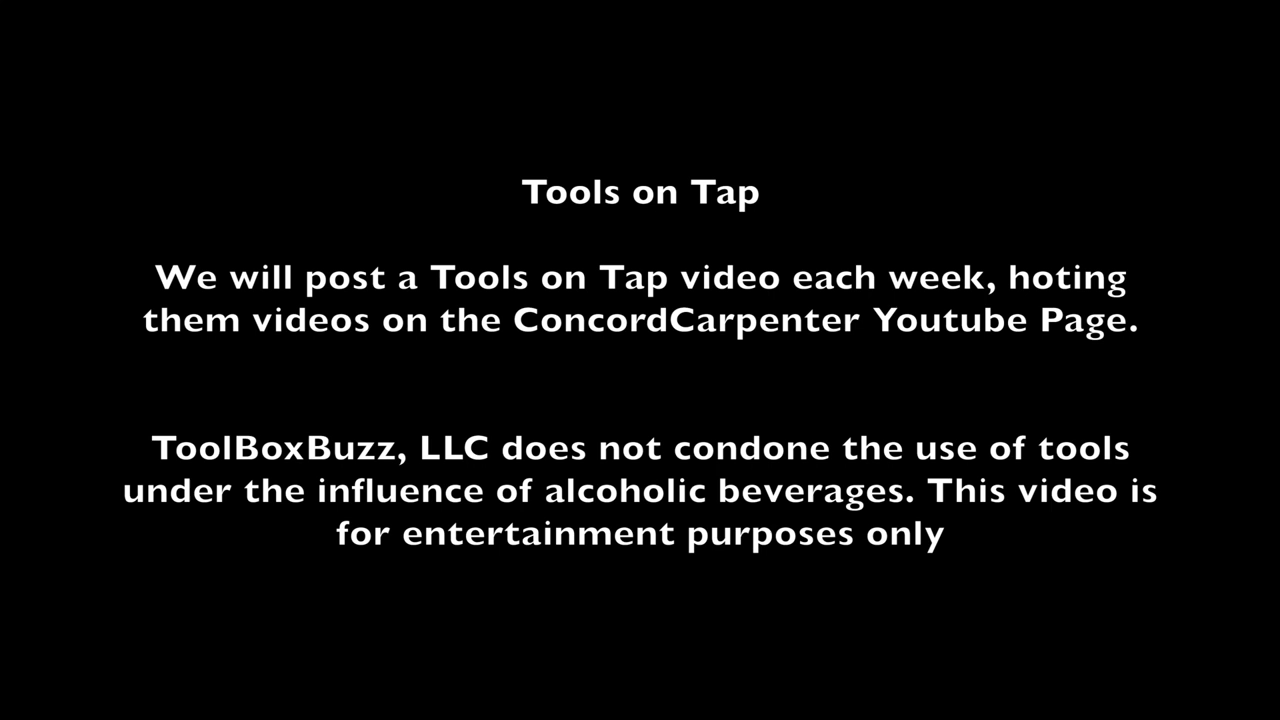 Tools on Tap
We will post a Tools on Tap video each week, hoting
them videos on the ConcordCarpenter Youtube Page.
ToolBoxBuzz, LLC does not condone the use of tools
under the influence of alcoholic beverages. This video is
for entertainment purposes only